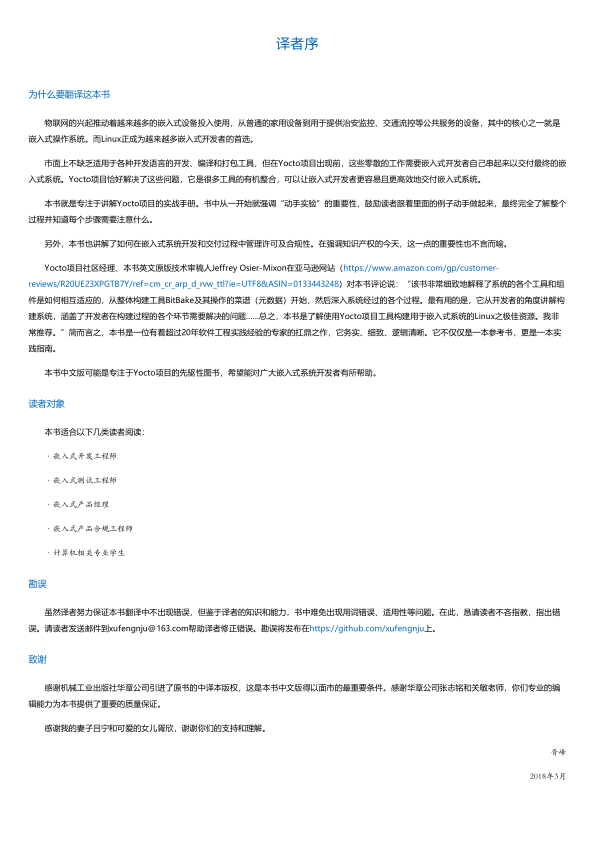 译者序
为什么要翻译这本书
物联网的兴起推动着越来越多的嵌入式设备投入使用，从普通的家用设备到用于提供治安监控、交通流控等公共服务的设备，其中的核心之一就是
嵌入式操作系统。而Linux正成为越来越多嵌入式开发者的首选。
市面上不缺乏适用于各种开发语言的开发、编译和打包工具，但在Yocto项目出现前，这些零散的工作需要嵌入式开发者自己串起来以交付最终的嵌
入式系统。Yocto项目恰好解决了这些问题，它是很多工具的有机整合，可以让嵌入式开发者更容易且更高效地交付嵌入式系统。
本书就是专注于讲解Yocto项目的实战手册。书中从一开始就强调“动手实验”的重要性，鼓励读者跟着里面的例子动手做起来，最终完全了解整个
过程并知道每个步骤需要注意什么。
另外，本书也讲解了如何在嵌入式系统开发和交付过程中管理许可及合规性。在强调知识产权的今天，这一点的重要性也不言而喻。
Yocto项目社区经理、本书英文原版技术审稿人Jeffrey Osier-Mixon在亚马逊网站（https://www.amazon.com/gp/customer-
reviews/R20UE23XPGTB7Y/ref=cm_cr_arp_d_rvw_ttl?ie=UTF8&ASIN=0133443248）对本书评论说：“该书非常细致地解释了系统的各个工具和组
件是如何相互适应的，从整体构建工具BitBake及其操作的菜谱（元数据）开始，然后深入系统经过的各个过程。最有用的是，它从开发者的角度讲解构
建系统，涵盖了开发者在构建过程的各个环节需要解决的问题……总之，本书是了解使用Yocto项目工具构建用于嵌入式系统的Linux之极佳资源。我非
常推荐。”简而言之，本书是一位有着超过20年软件工程实践经验的专家的扛鼎之作，它务实、细致、逻辑清晰。它不仅仅是一本参考书，更是一本实
践指南。
本书中文版可能是专注于Yocto项目的先驱性图书，希望能对广大嵌入式系统开发者有所帮助。
读者对象
本书适合以下几类读者阅读：
·嵌入式开发工程师
·嵌入式测试工程师
·嵌入式产品经理
·嵌入式产品合规工程师
·计算机相关专业学生
勘误
虽然译者努力保证本书翻译中不出现错误，但鉴于译者的知识和能力，书中难免出现用词错误、适用性等问题。在此，恳请读者不吝指教，指出错
误。请读者发送邮件到xufengnju@163.com帮助译者修正错误。勘误将发布在https://github.com/xufengnju上。
致谢
感谢机械工业出版社华章公司引进了原书的中译本版权，这是本书中文版得以面市的最重要条件。感谢华章公司张志铭和关敏老师，你们专业的编
辑能力为本书提供了重要的质量保证。
感谢我的妻子吕宁和可爱的女儿胥欣，谢谢你们的支持和理解。
胥峰
2018年3月